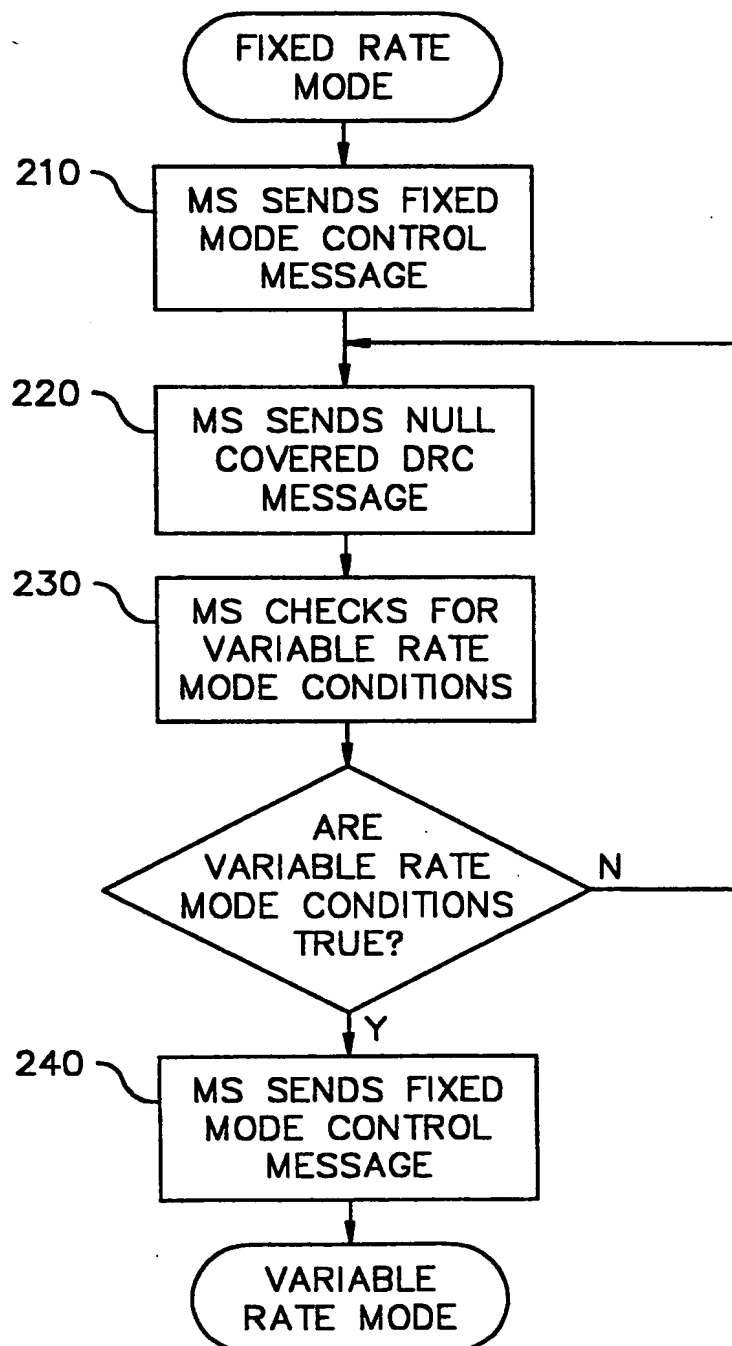 FIXED RATE
MODE
210
MS SENDS FIXED
MODE CONTROL
MESSAGE
220
MS SENDS NULL
COVERED DRC
MESSAGE
230
MS CHECKS FOR
VARIABLE RATE
MODE CONDITIONS
ARE
VARIABLE RATE
MODE CONDITIONS
TRUE?
N
Y
240
MS SENDS FIXED
MODE CONTROL
MESSAGE
VARIABLE
RATE MODE